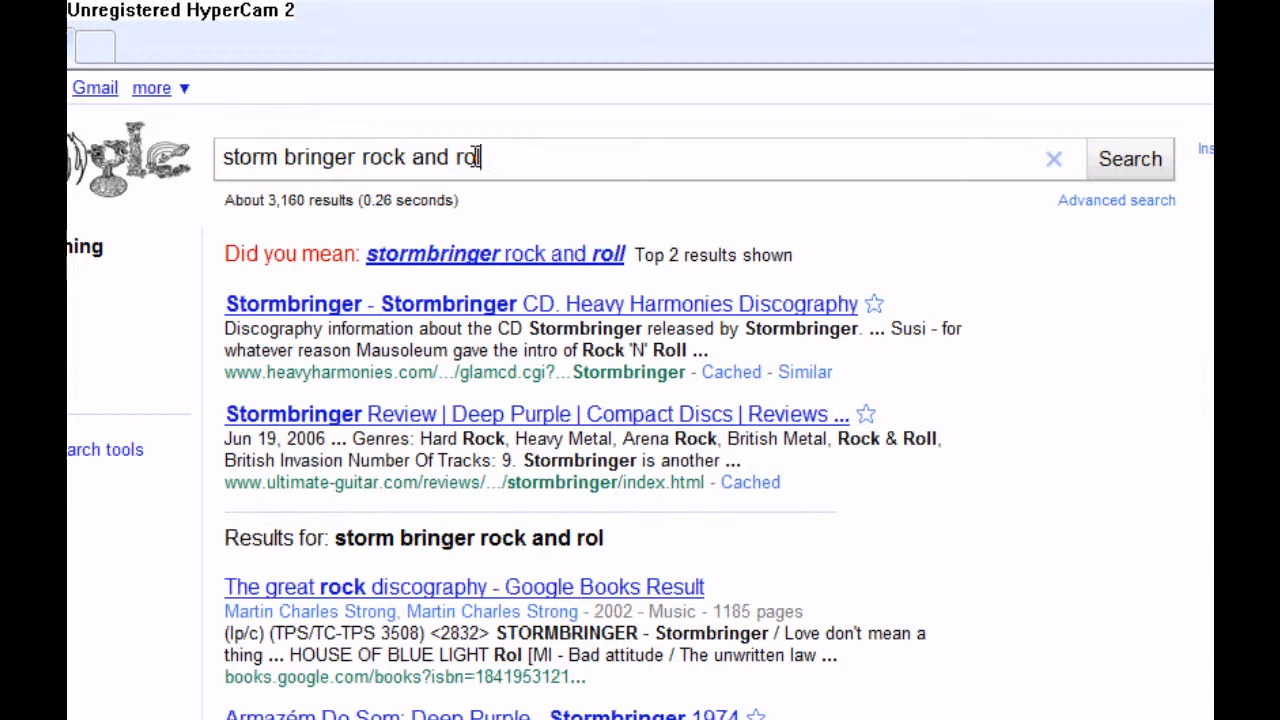 Unregistered HyperCam 2
Gmail more ▼
storm bringer rock and rol
Search
About 3,160 results (0.26 seconds)
Advanced search
Did you mean: stormbringer rock and roll Top 2 results shown
Stormbringer - Stormbringer CD. Heavy Harmonies Discography
Discography information about the CD Stormbringer released by Stormbringer. ... Susi - for
whatever reason Mausoleum gave the intro of Rock 'N' Roll ...
www.heavyharmonies.com/.../glamcd.cgi?...Stormbringer - Cached - Similar
Stormbringer Review | Deep Purple | Compact Discs | Reviews ...
Jun 19, 2006 ... Genres: Hard Rock, Heavy Metal, Arena Rock, British Metal, Rock & Roll,
British Invasion Number Of Tracks: 9. Stormbringer is another ...
www.ultimate-guitar.com/reviews/.../stormbringer/index.html - Cached
arch tools
Results for: storm bringer rock and rol
The great rock discography - Google Books Result
Martin Charles Strong, Martin Charles Strong - 2002 - Music - 1185 pages
(lp/c) (TPS/TC-TPS 3508) <2832> STORMBRINGER - Stormbringer / Love don't mean a
thing ... HOUSE OF BLUE LIGHT Rol [MI - Bad attitude / The unwritten law ...
books.google.com/books?isbn=1841953121...
Armazém Do Som: Deep Purple - Stormbringer 1974